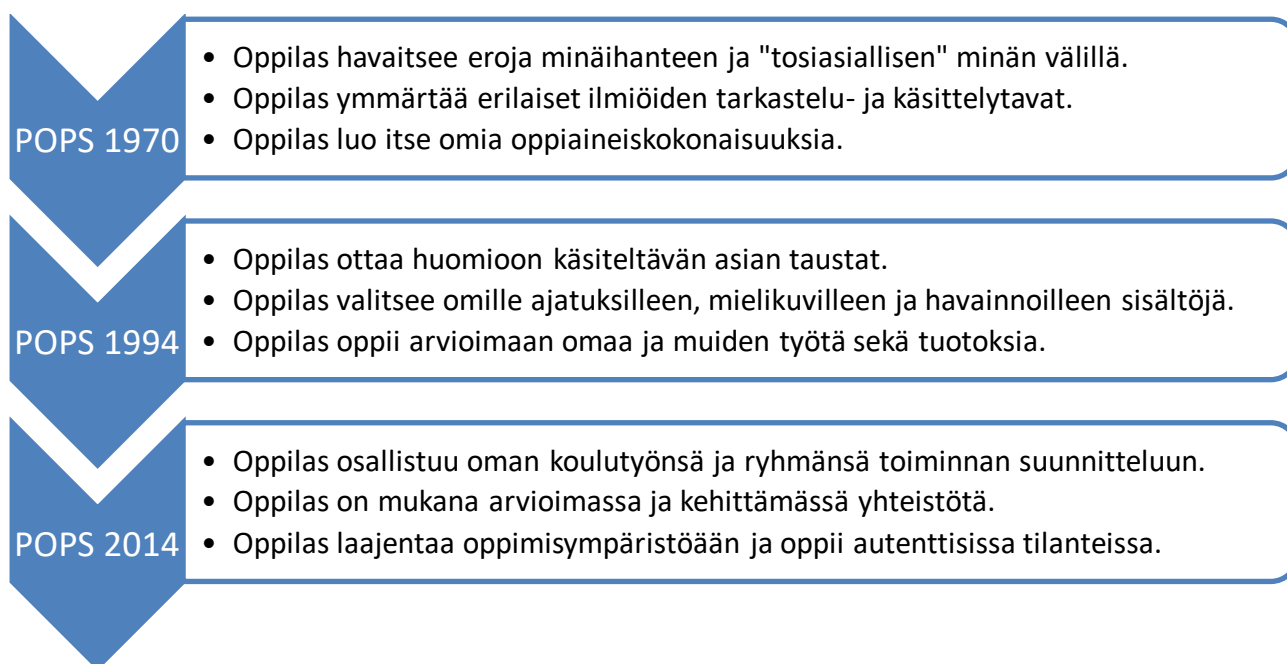 POPS 1970
• Oppilas havaitsee eroja minäihanteen ja "tosiasiallisen" minän välillä.
• Oppilas ymmärtää erilaiset ilmiöiden tarkastelu- ja käsittelytavat.
• Oppilas luo itse omia oppiaineiskokonaisuuksia.
POPS 1994
• Oppilas ottaa huomioon käsiteltävän asian taustat.
• Oppilas valitsee omille ajatuksilleen, mielikuvilleen ja havainnoilleen sisältöjä.
• Oppilas oppii arvioimaan omaa ja muiden työtä sekä tuotoksia.
POPS 2014
• Oppilas osallistuu oman koulutyönsä ja ryhmänsä toiminnan suunnitteluun.
• Oppilas on mukana arvioimassa ja kehittämässä yhteistötä.
• Oppilas laajentaa oppimisympäristöään ja oppii autenttisissa tilanteissa.